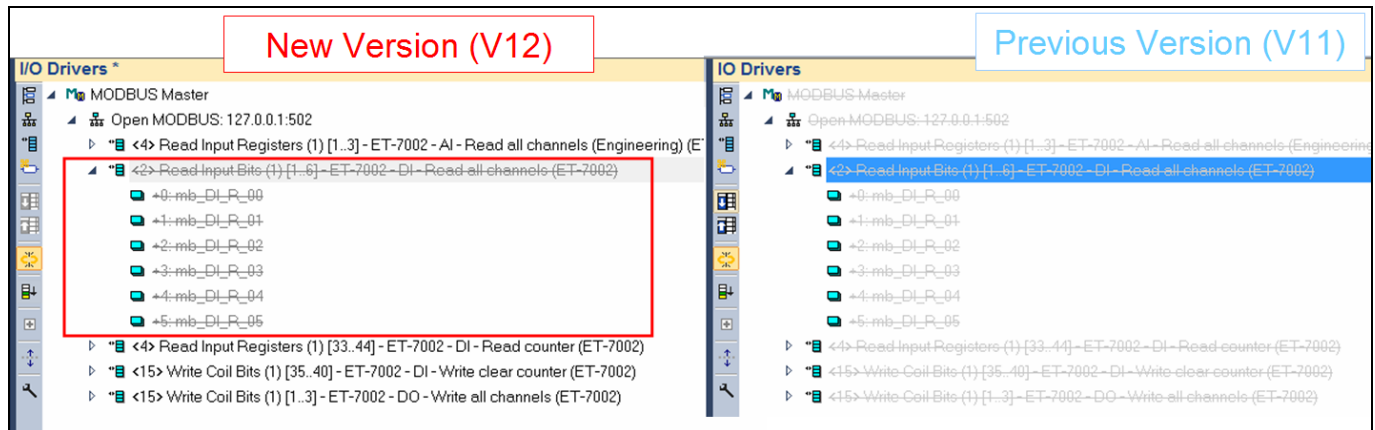 New Version (V12)
Previous Version (V11)
I/O Drivers *
MODBUS Master
Open MODBUS: 127.0.0.1:502
<4> Read Input Registers (1) [1..3] - ET-7002 - AI - Read all channels (Engineering) (E
<2> Read Input Bits (1) [1..6] - ET-7002 - DI - Read all channels (ET-7002)
+0: mb_DI_R_00
+1: mb_DI_R_01
+2: mb_DI_R_02
+3: mb_DI_R_03
+4: mb_DI_R_04
+5: mb_DI_R_05
<4> Read Input Registers (1) [33..44] - ET-7002 - DI - Read counter (ET-7002)
<15> Write Coil Bits (1) [35..40] - ET-7002 - DI - Write clear counter (ET-7002)
<15> Write Coil Bits (1) [1..3] - ET-7002 - DO - Write all channels (ET-7002)
IO Drivers
MODBUS Master
Open MODBUS: 127.0.0.1:502
<4> Read Input Registers (1) [1..3] - ET-7002 - AI - Read all channels (Engineering
<2> Read Input Bits (1) [1..6] - ET-7002 - DI - Read all channels (ET-7002)
+0: mb_DI_R_00
+1: mb_DI_R_01
+2: mb_DI_R_02
+3: mb_DI_R_03
+4: mb_DI_R_04
+5: mb_DI_R_05
<4> Read Input Registers (1) [33..44] - ET-7002 - DI - Read counter (ET-7002)
<15> Write Coil Bits (1) [35..40] - ET-7002 - DI - Write clear counter (ET-7002)
<15> Write Coil Bits (1) [1..3] - ET-7002 - DO - Write all channels (ET-7002)